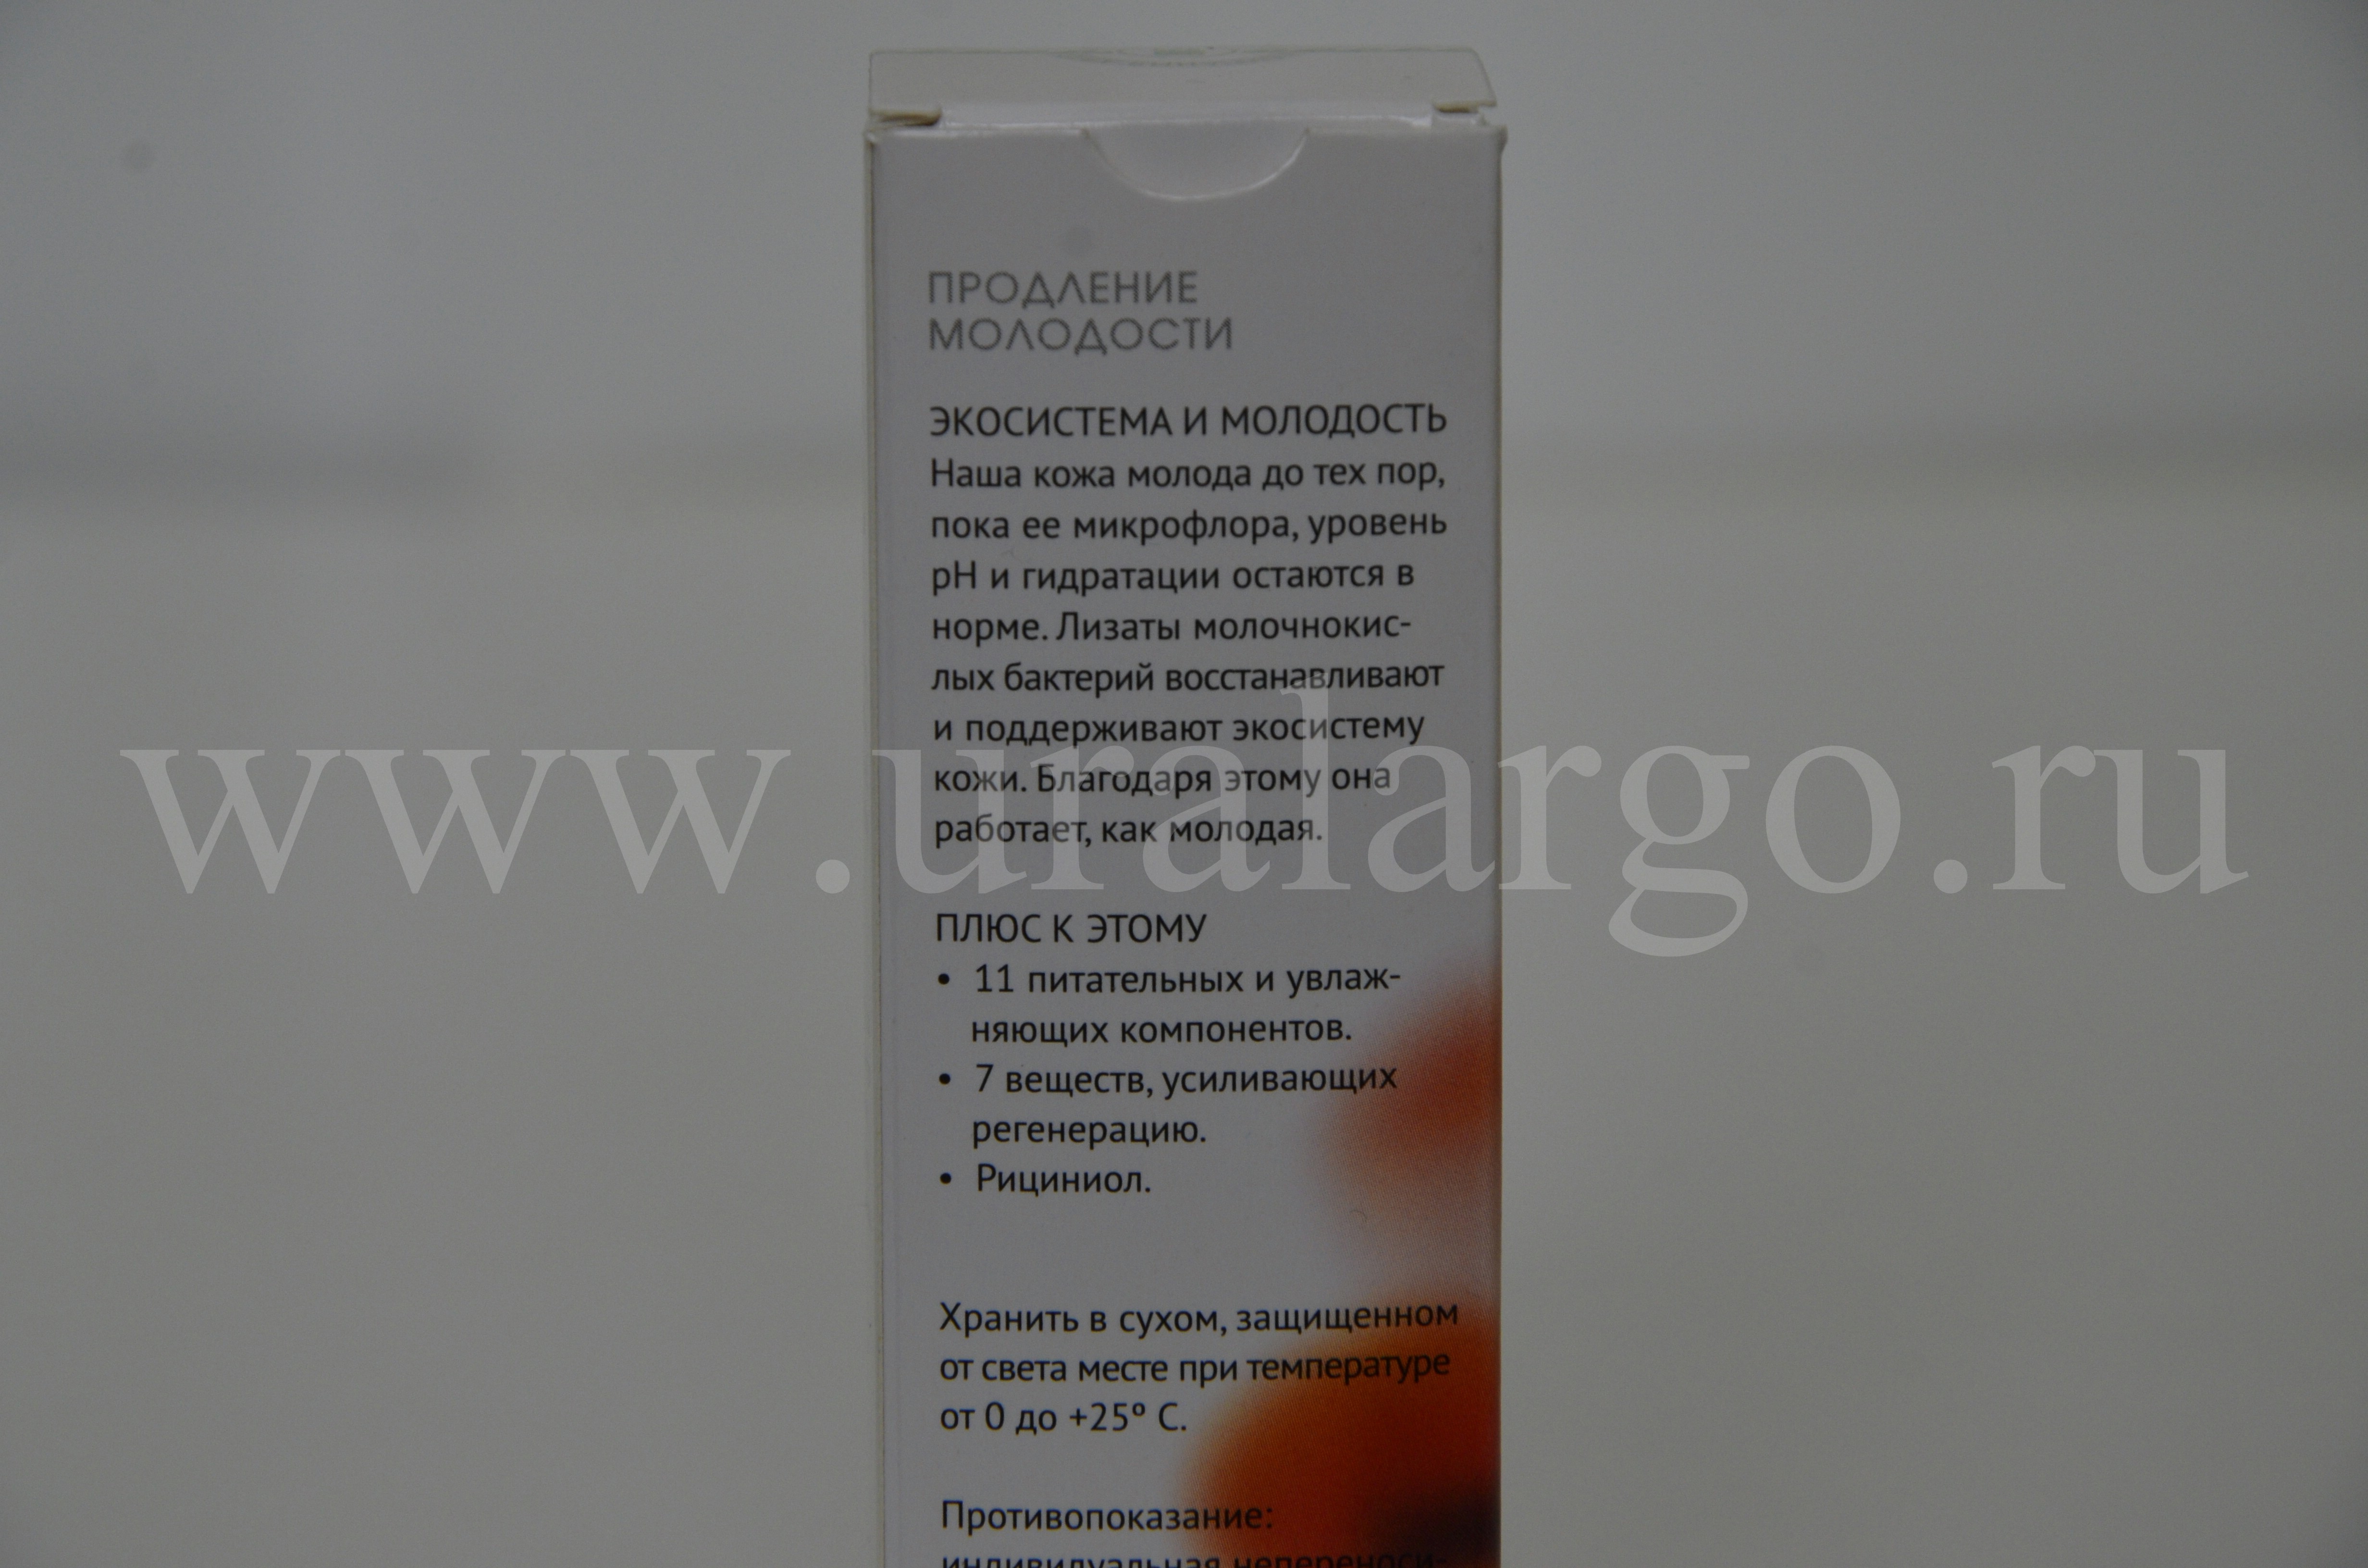 ПРОДЛЕНИЕ
МОЛОДОСТИ
ЭКОСИСТЕМА И МОЛОДОСТЬ
Наша кожа молода до тех пор,
пока ее микрофлора, уровень
pH и гидратации остаются в
норме. Лизаты молочнокис-
лых бактерий восстанавливают
и поддерживают экосистему
кожи. Благодаря этому она
работает, как молодая.
www.uralargo.ru
ПЛЮС К ЭТОМУ
• 11 питательных и увлаж-
няющих компонентов.
• 7 веществ, усиливающих
регенерацию.
• Рициниол.
Хранить в сухом, защищенном
от света месте при температуре
от 0 до +25º С.
Противопоказание:
индивидуальная непереноси-